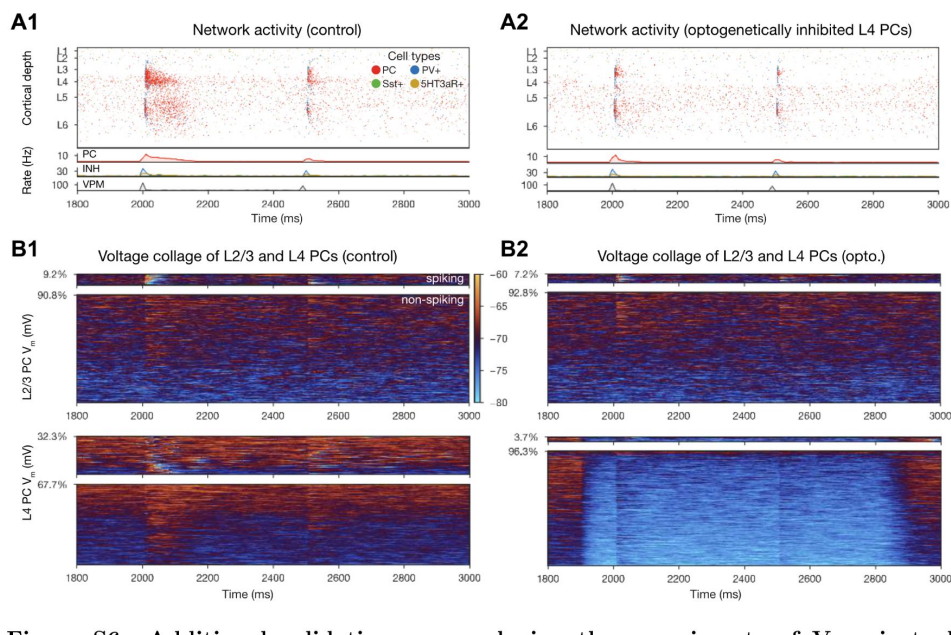 A1
Network activity (control)
Cortical depth
L1
L2
L3
L4
L5
L6
Cell types
PC
PV+
Sst+
5HT3aR+
Rate (Hz)
10
PC
30
INH
100
VPM
1800 2000 2200 2400 2600 2800 3000
Time (ms)
A2
Network activity (optogenetically inhibited L4 PCs)
L1
L2
L3
L4
L5
L6
10
30
100
1800 2000 2200 2400 2600 2800 3000
Time (ms)
B1
Voltage collage of L2/3 and L4 PCs (control)
9.2%
spiking
90.8%
non-spiking
L2/3 PC Vm (mV)
−60
−65
−70
−75
−80
1800 2000 2200 2400 2600 2800 3000
32.3%
67.7%
L4 PC Vm (mV)
1800 2000 2200 2400 2600 2800 3000
Time (ms)
B2
Voltage collage of L2/3 and L4 PCs (opto.)
7.2%
92.8%
1800 2000 2200 2400 2600 2800 3000
3.7%
96.3%
1800 2000 2200 2400 2600 2800 3000
Time (ms)